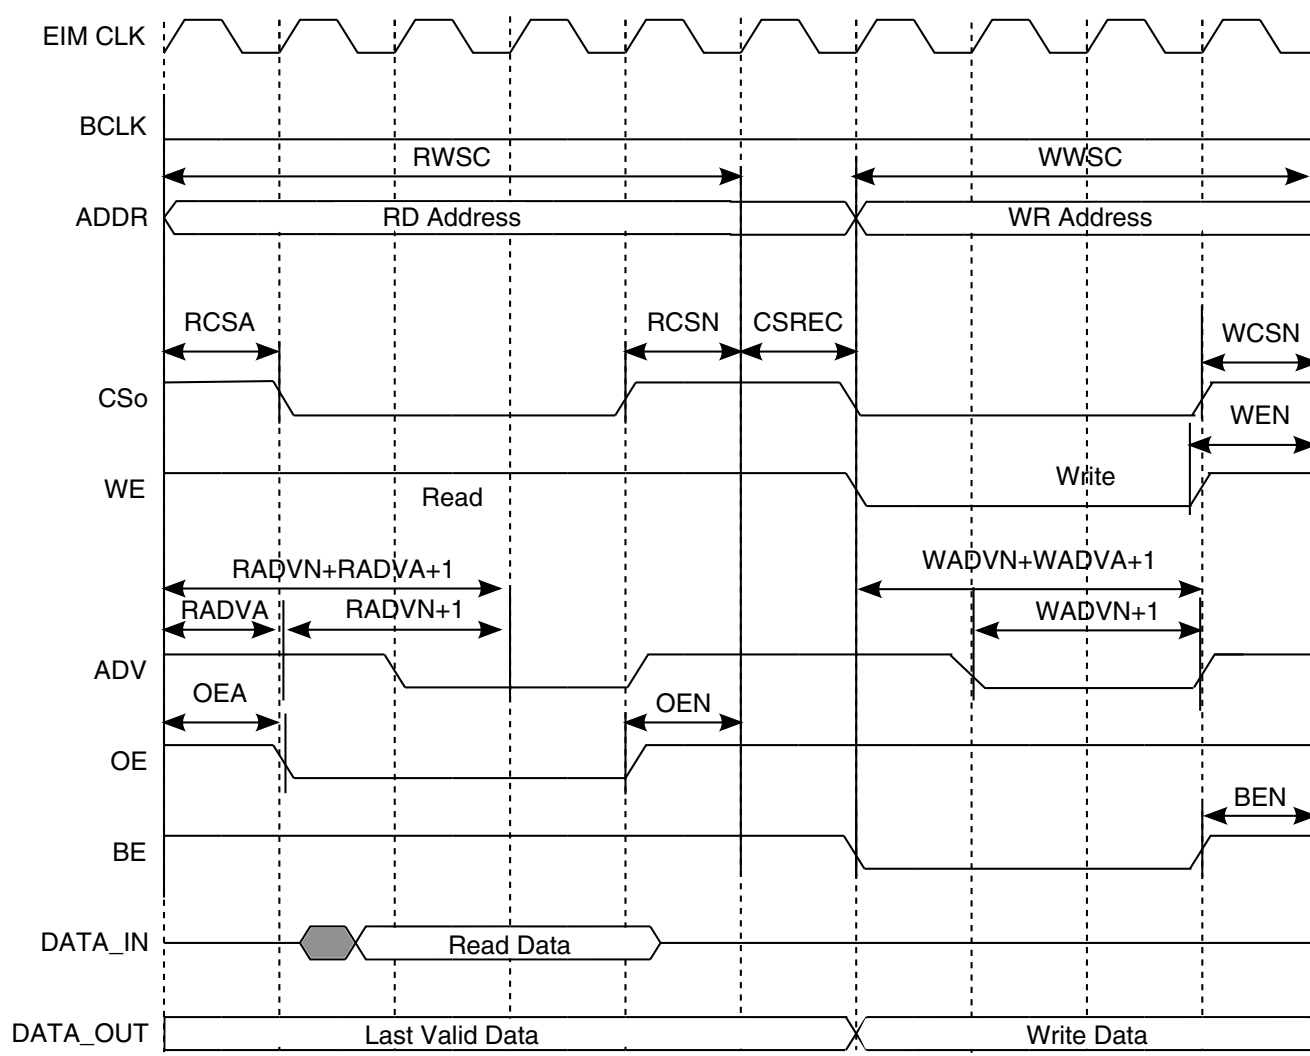 EIM CLK
BCLK
RWSC
WWSC
ADDR
RD Address
WR Address
RCSA
RCSN
CSREC
WCSN
CSo
WEN
WE
Read
Write
RADVN+RADVA+1
WADVN+WADVA+1
RADVA
RADVN+1
WADVN+1
ADV
OEA
OEN
OE
BEN
BE
DATA_IN
Read Data
DATA_OUT
Last Valid Data
Write Data